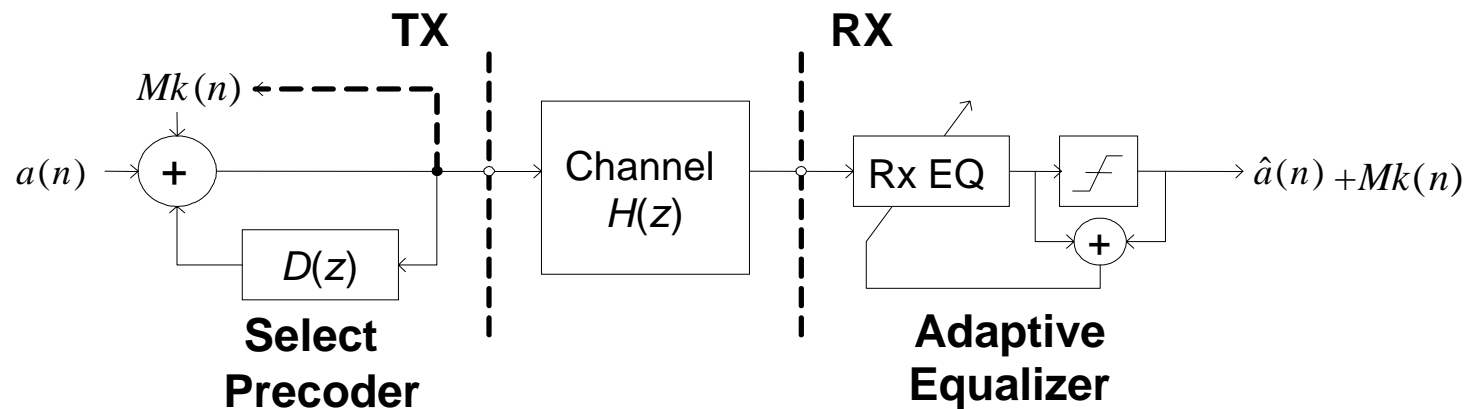 TX
RX
Mk(n)
a(n)
+
Channel
H(z)
Rx EQ
â(n) +Mk(n)
+
D(z)
Select
Precoder
Adaptive
Equalizer